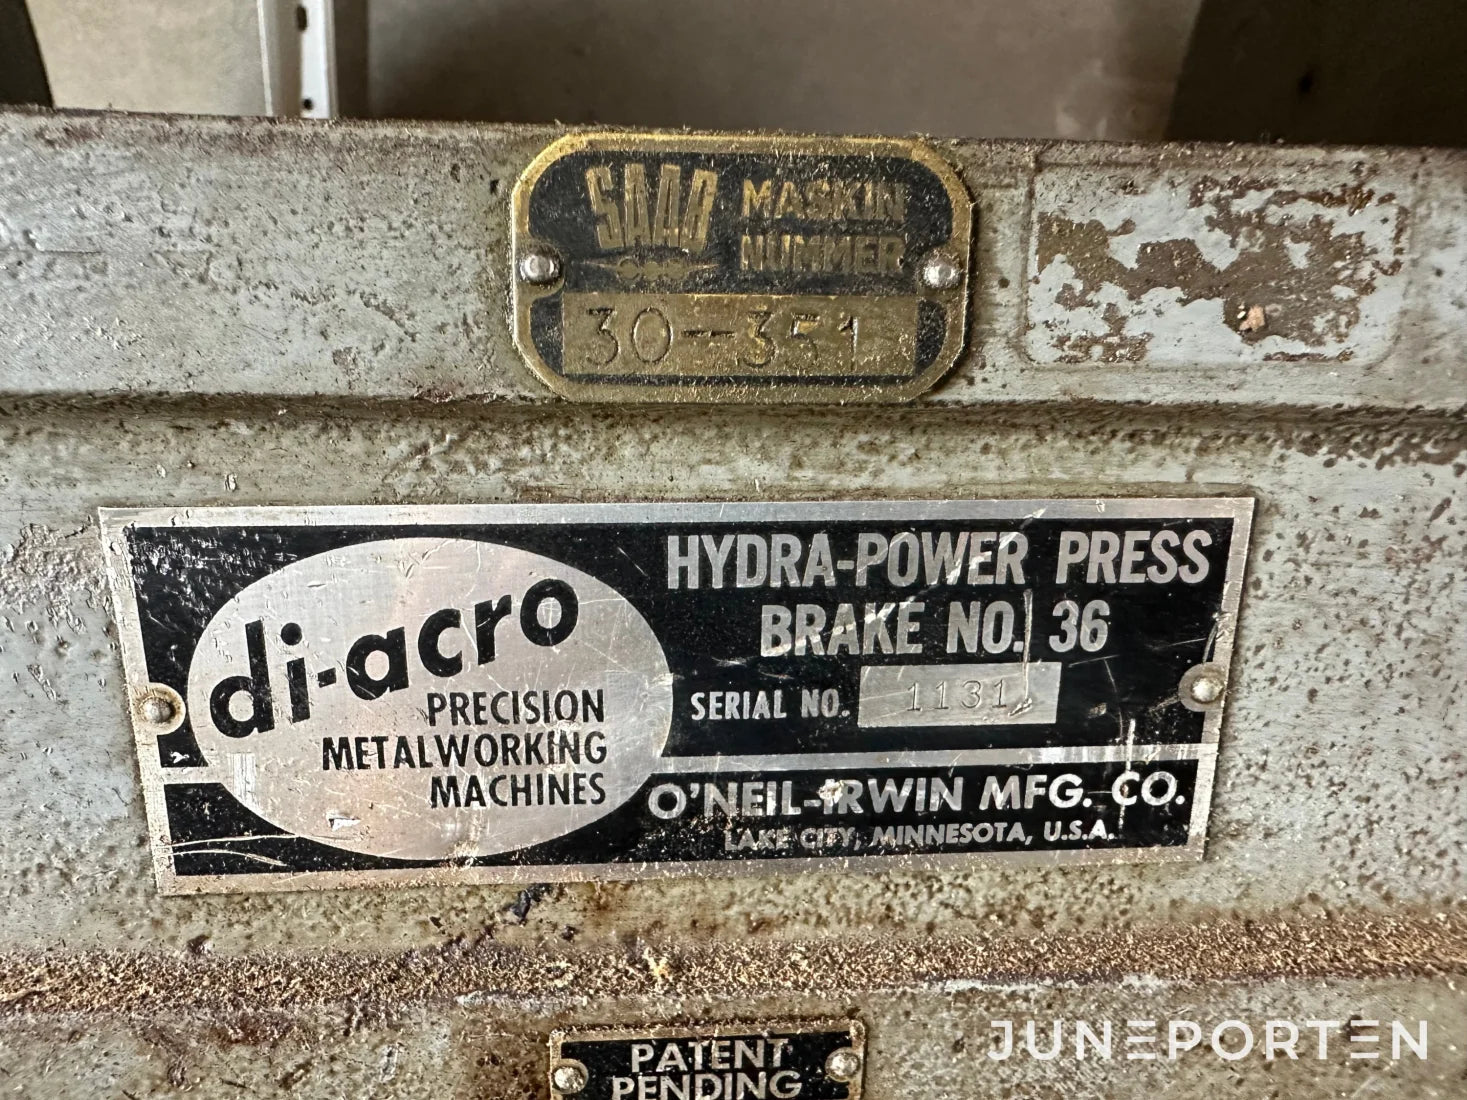 SAAB
MASKIN
NUMMER
30-351
di-acro
PRECISION
METALWORKING
MACHINES
HYDRA-POWER PRESS
BRAKE NO. 36
SERIAL NO. 1131
O'NEIL-IRWIN MFG. CO.
LAKE CITY, MINNESOTA, U.S.A.
PATENT
PENDING
JUNEPORTEN